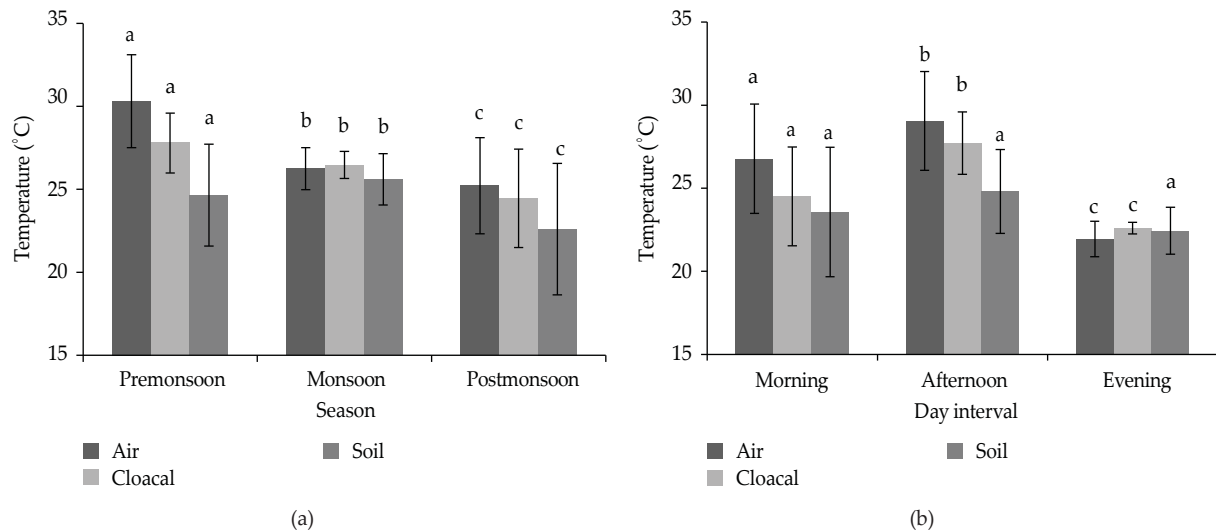 35
30
25
20
15
Temperature (°C)
a
a
a
b
b
b
c
c
c
Premonsoon
Monsoon
Postmonsoon
Season
Air
Cloacal
Soil
(a)
35
30
25
20
15
Temperature (°C)
a
a
a
b
b
a
c
c
a
Morning
Afternoon
Evening
Day interval
Air
Cloacal
Soil
(b)